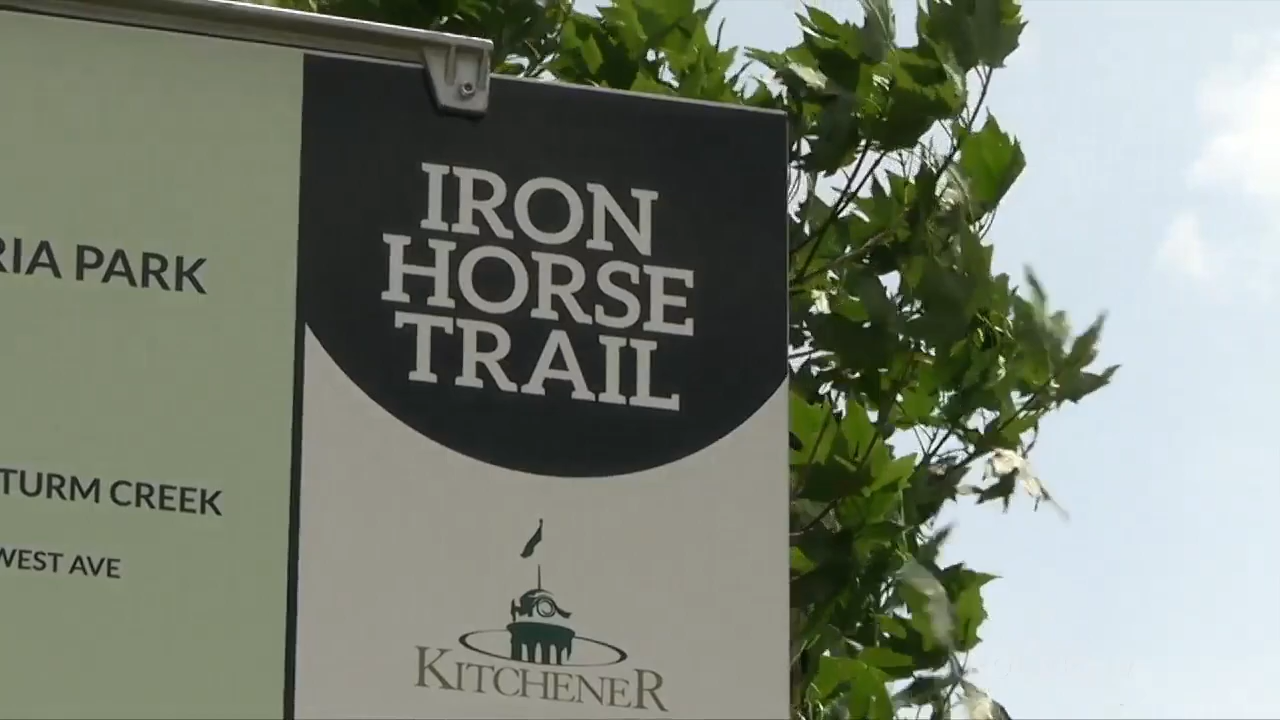 RIA PARK
TURM CREEK
WEST AVE
IRON
HORSE
TRAIL
KITCHENER